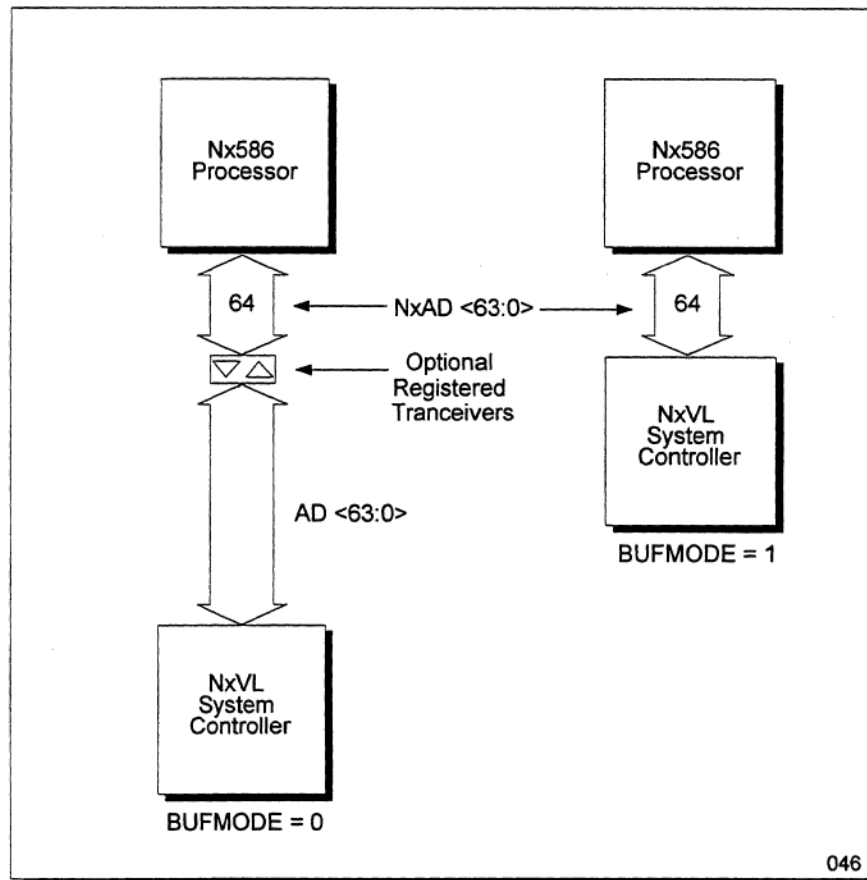 Nx586
Processor
Nx586
Processor
64
NxAD <63:0>
64
Optional
Registered
Tranceivers
NxVL
System
Controller
AD <63:0>
BUFMODE = 1
NxVL
System
Controller
BUFMODE = 0
046